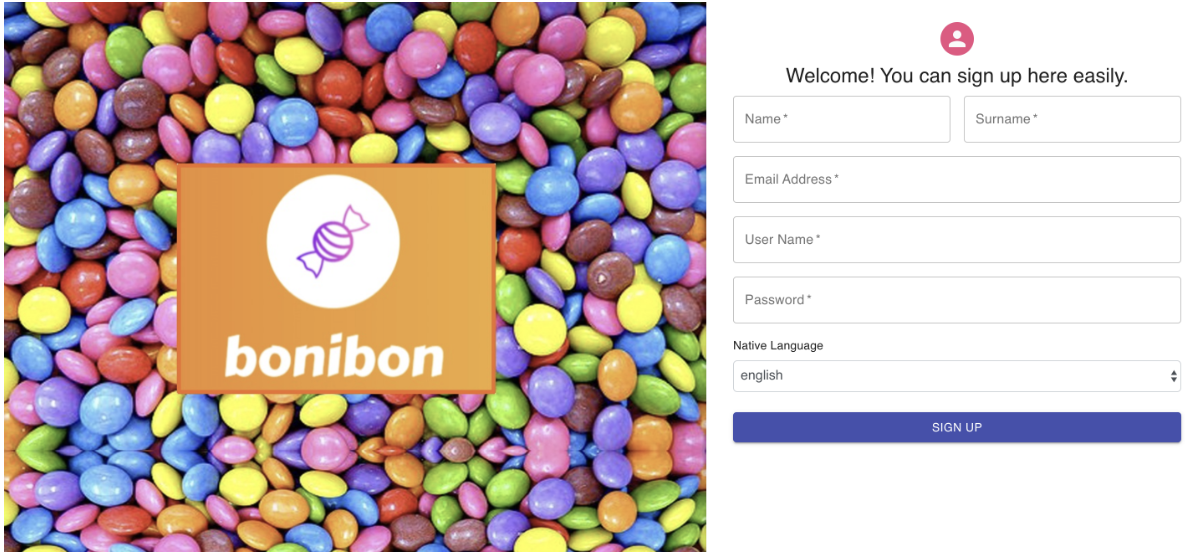 bonibon
Welcome! You can sign up here easily.
Name *
Surname *
Email Address *
User Name *
Password *
Native Language
english
SIGN UP